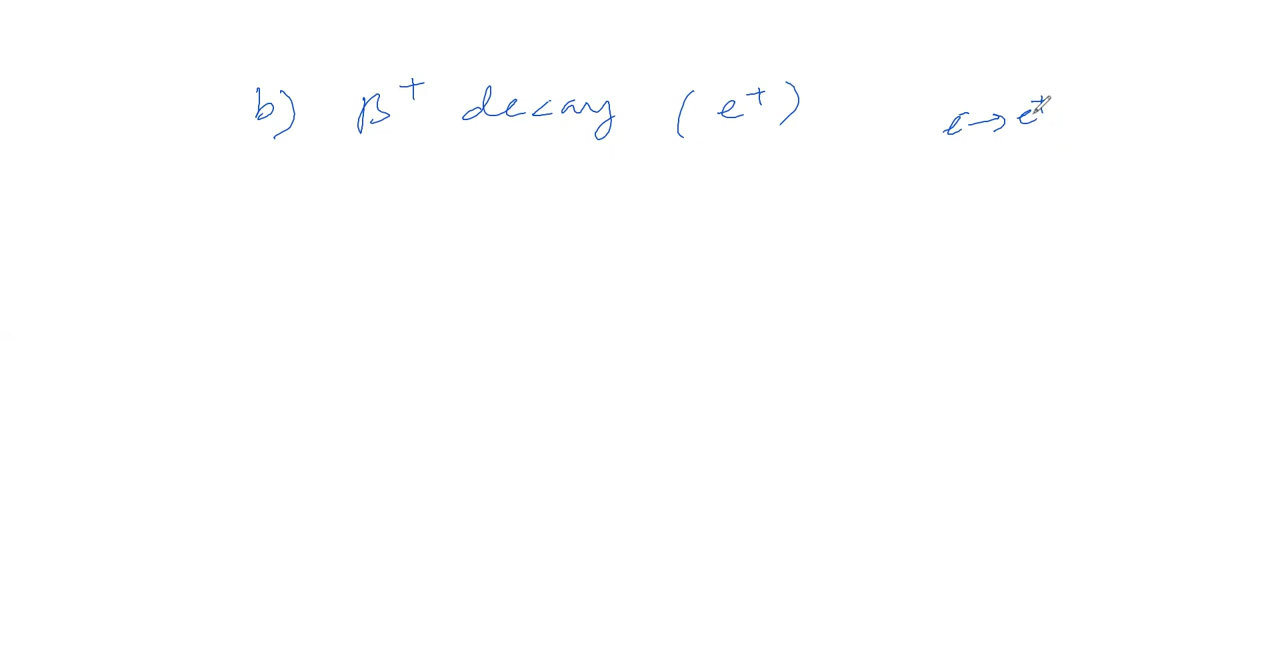 b) β⁺ decay (e⁺) e⁻ → e⁺